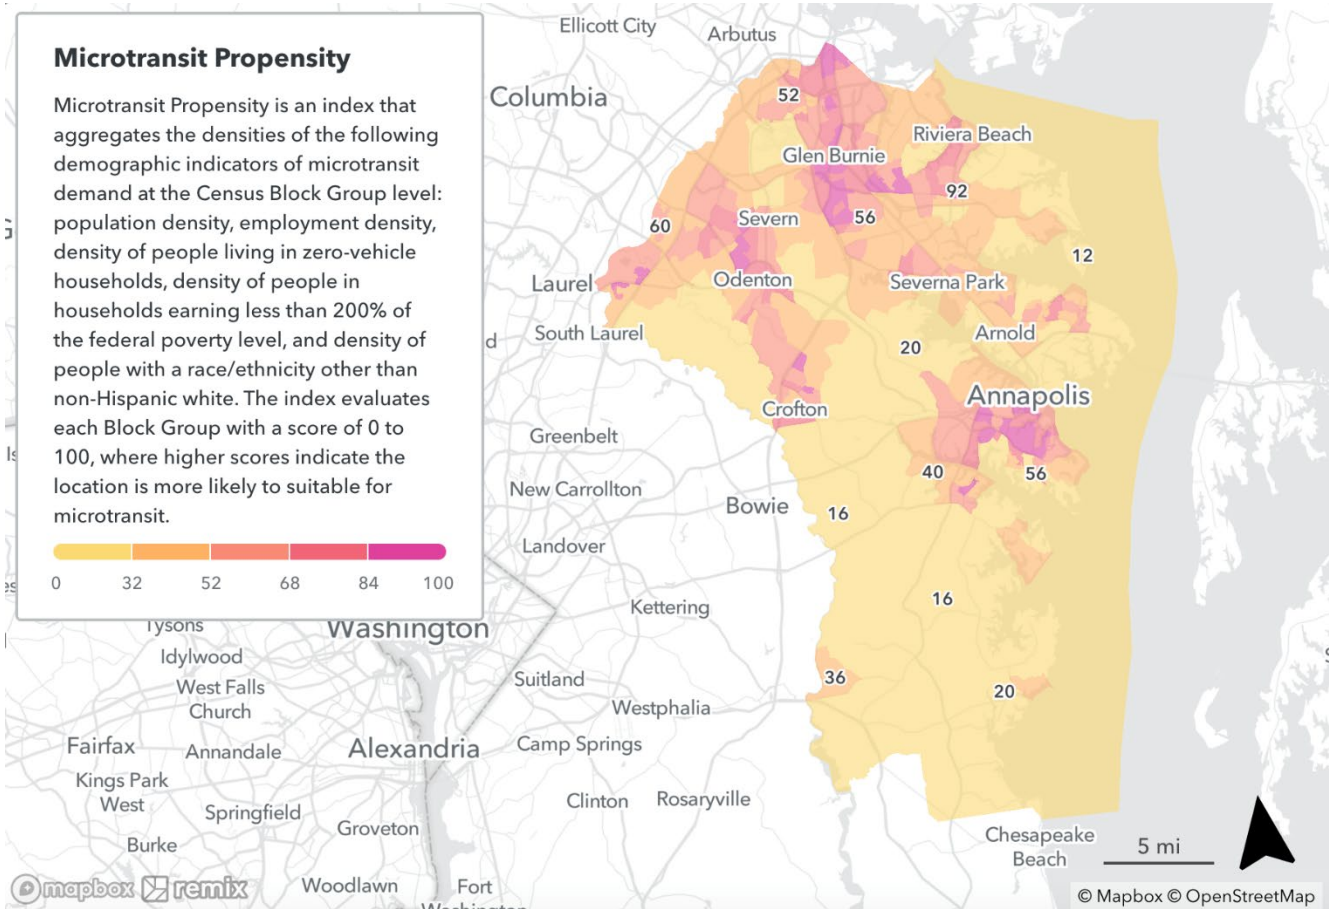 Microtransit Propensity
Microtransit Propensity is an index that
aggregates the densities of the following
demographic indicators of microtransit
demand at the Census Block Group level:
population density, employment density,
density of people living in zero-vehicle
households, density of people in
households earning less than 200% of
the federal poverty level, and density of
people with a race/ethnicity other than
non-Hispanic white. The index evaluates
each Block Group with a score of 0 to
100, where higher scores indicate the
location is more likely to suitable for
microtransit.
0 32 52 68 84 100
Ellicott City
Arbutus
Columbia
52
Riviera Beach
Glen Burnie
92
60
Severn
56
12
Laurel
Odenton
Severna Park
South Laurel
d
20
Arnold
Annapolis
Crofton
Greenbelt
40
56
New Carrollton
Bowie
16
Landover
Kettering
16
Tysons
Washington
Idylwood
West Falls
Church
Suitland
36
20
Westphalia
Fairfax
Annandale
Alexandria
Camp Springs
Kings Park
West
Springfield
Clinton
Rosaryville
Groveton
Burke
Chesapeake
Beach
5 mi
Woodlawn
Fort
Washington
mapbox remix
© Mapbox © OpenStreetMap